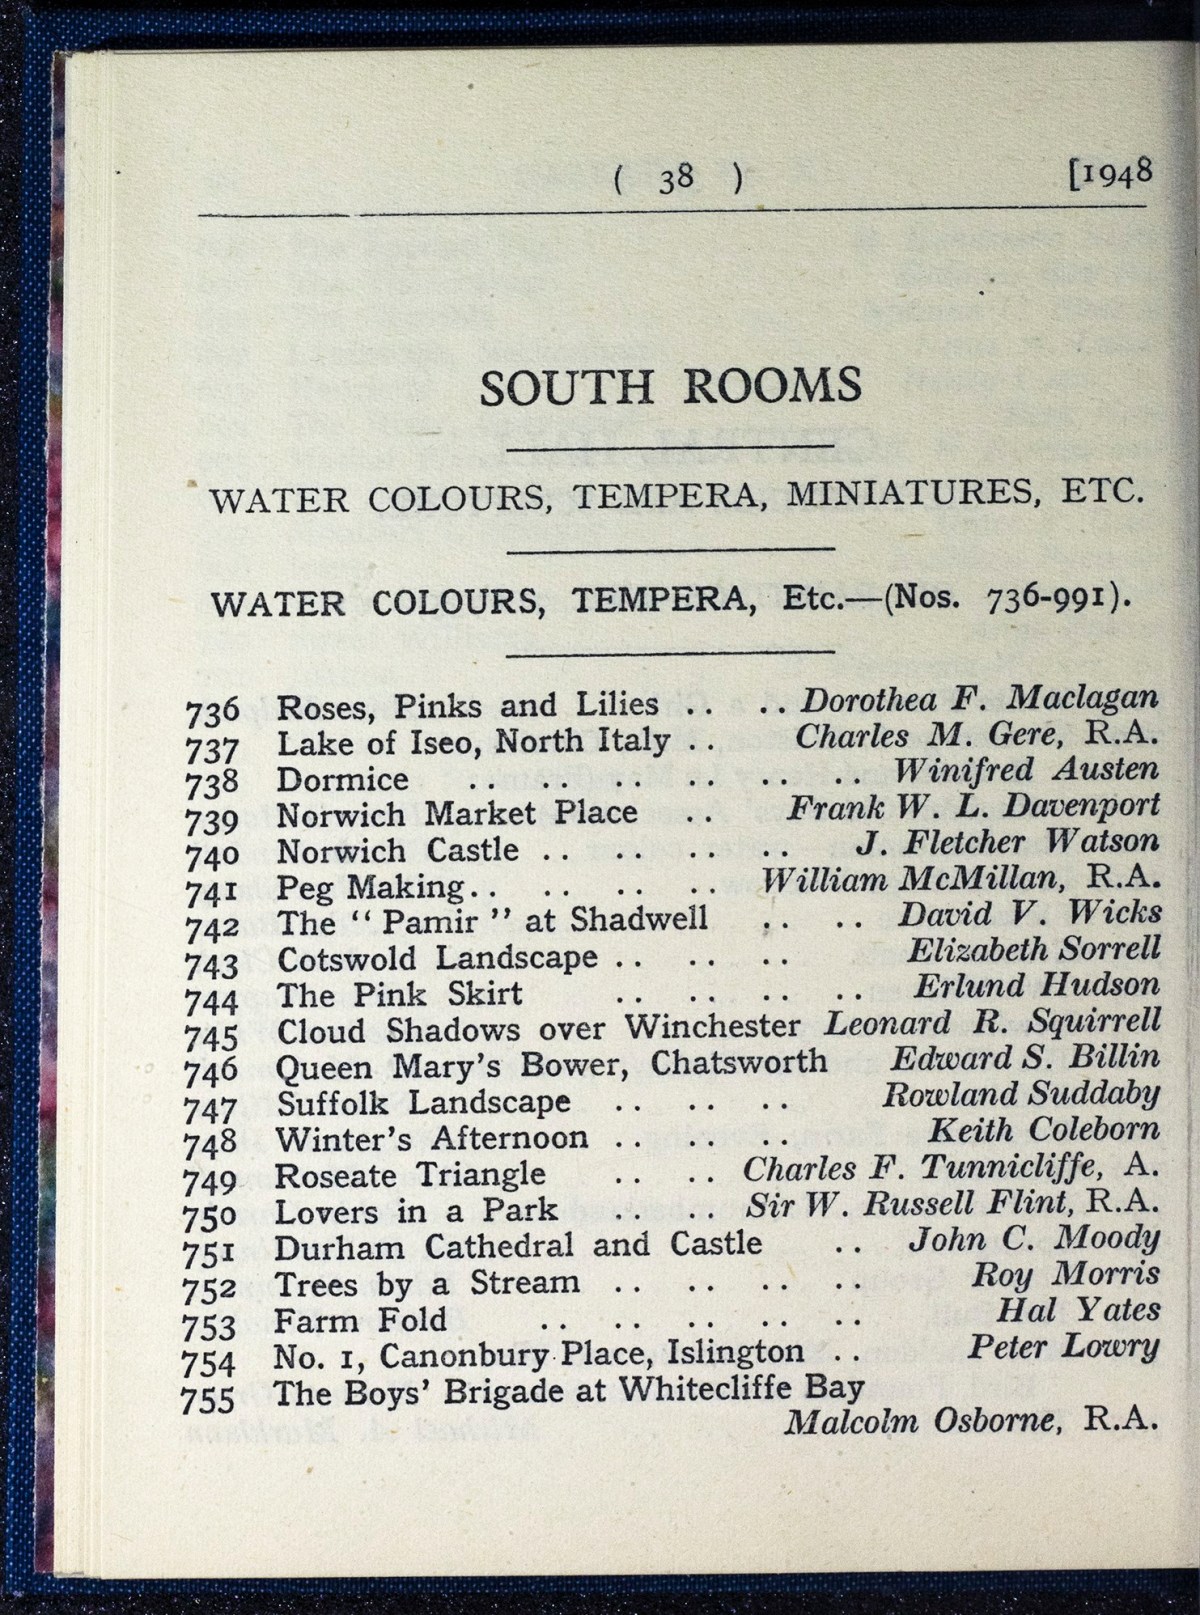 ( 38 ) [1948
SOUTH ROOMS
WATER COLOURS, TEMPERA, MINIATURES, ETC.
WATER COLOURS, TEMPERA, Etc.—(Nos. 736-991).
736 Roses, Pinks and Lilies .. .. Dorothea F. Maclagan
737 Lake of Iseo, North Italy .. Charles M. Gere, R.A.
738 Dormice .. .. .. .. .. .. Winifred Austen
739 Norwich Market Place .. Frank W. L. Davenport
740 Norwich Castle .. .. .. .. J. Fletcher Watson
741 Peg Making .. .. .. .. William McMillan, R.A.
742 The “ Pamir ” at Shadwell .. .. David V. Wicks
743 Cotswold Landscape .. .. .. Elizabeth Sorrell
744 The Pink Skirt .. .. .. .. Erlund Hudson
745 Cloud Shadows over Winchester Leonard R. Squirrell
746 Queen Mary’s Bower, Chatsworth Edward S. Billin
747 Suffolk Landscape .. .. .. Rowland Suddaby
748 Winter’s Afternoon .. .. .. Keith Coleborn
749 Roseate Triangle .. .. Charles F. Tunnicliffe, A.
750 Lovers in a Park .. .. Sir W. Russell Flint, R.A.
751 Durham Cathedral and Castle .. John C. Moody
752 Trees by a Stream .. .. .. .. Roy Morris
753 Farm Fold .. .. .. .. .. Hal Yates
754 No. 1, Canonbury Place, Islington .. Peter Lowry
755 The Boys’ Brigade at Whitecliffe Bay
Malcolm Osborne, R.A.